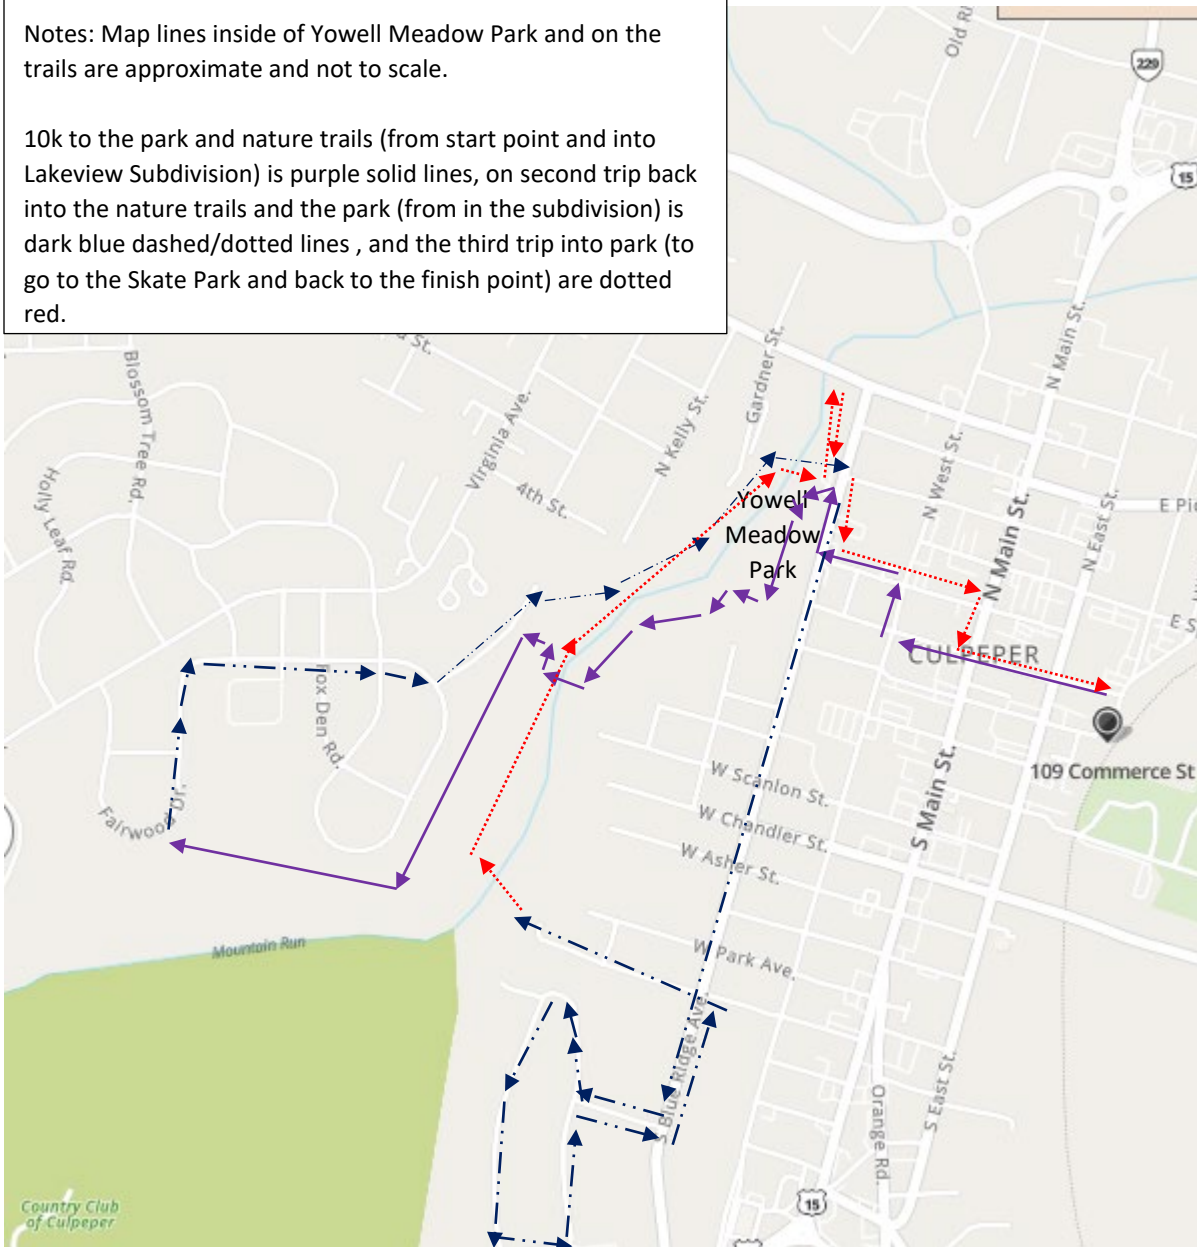 Notes: Map lines inside of Yowell Meadow Park and on the
trails are approximate and not to scale.
10k to the park and nature trails (from start point and into
Lakeview Subdivision) is purple solid lines, on second trip back
into the nature trails and the park (from in the subdivision) is
dark blue dashed/dotted lines , and the third trip into park (to
go to the Skate Park and back to the finish point) are dotted
red.
Old
229
15
St.
Blossom Tree Rd.
Virginia Ave.
N Kelly St.
Gardner St.
N Main St.
Holly Leaf Rd.
4th St.
N West St.
N Main St.
N East St.
Yowell
Meadow
Park
CULPEPER
Fox Den Rd.
Fairwood Dr.
W Scanlon St.
W Chandler St.
W Asher St.
S Main St.
109 Commerce St
Mountain Run
W Park Ave.
S Blue Ridge Ave.
Orange Rd.
S East St.
Country Club
of Culpeper
15